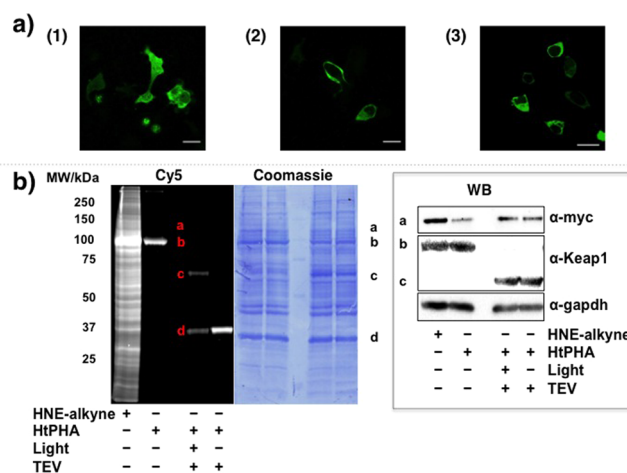 a)
(1) (2) (3)
b)
MW/kDa Cy5 Coomassie
250
150
100
75
50
37
25
a
b
c
d
a
b
c
d
HNE-alkyne + − − −
HtPHA − + + +
Light − − + −
TEV − − + +
WB
a α-myc
b α-Keap1
c
α-gapdh
+ − − − HNE-alkyne
− + + + HtPHA
− − + − Light
− − + + TEV